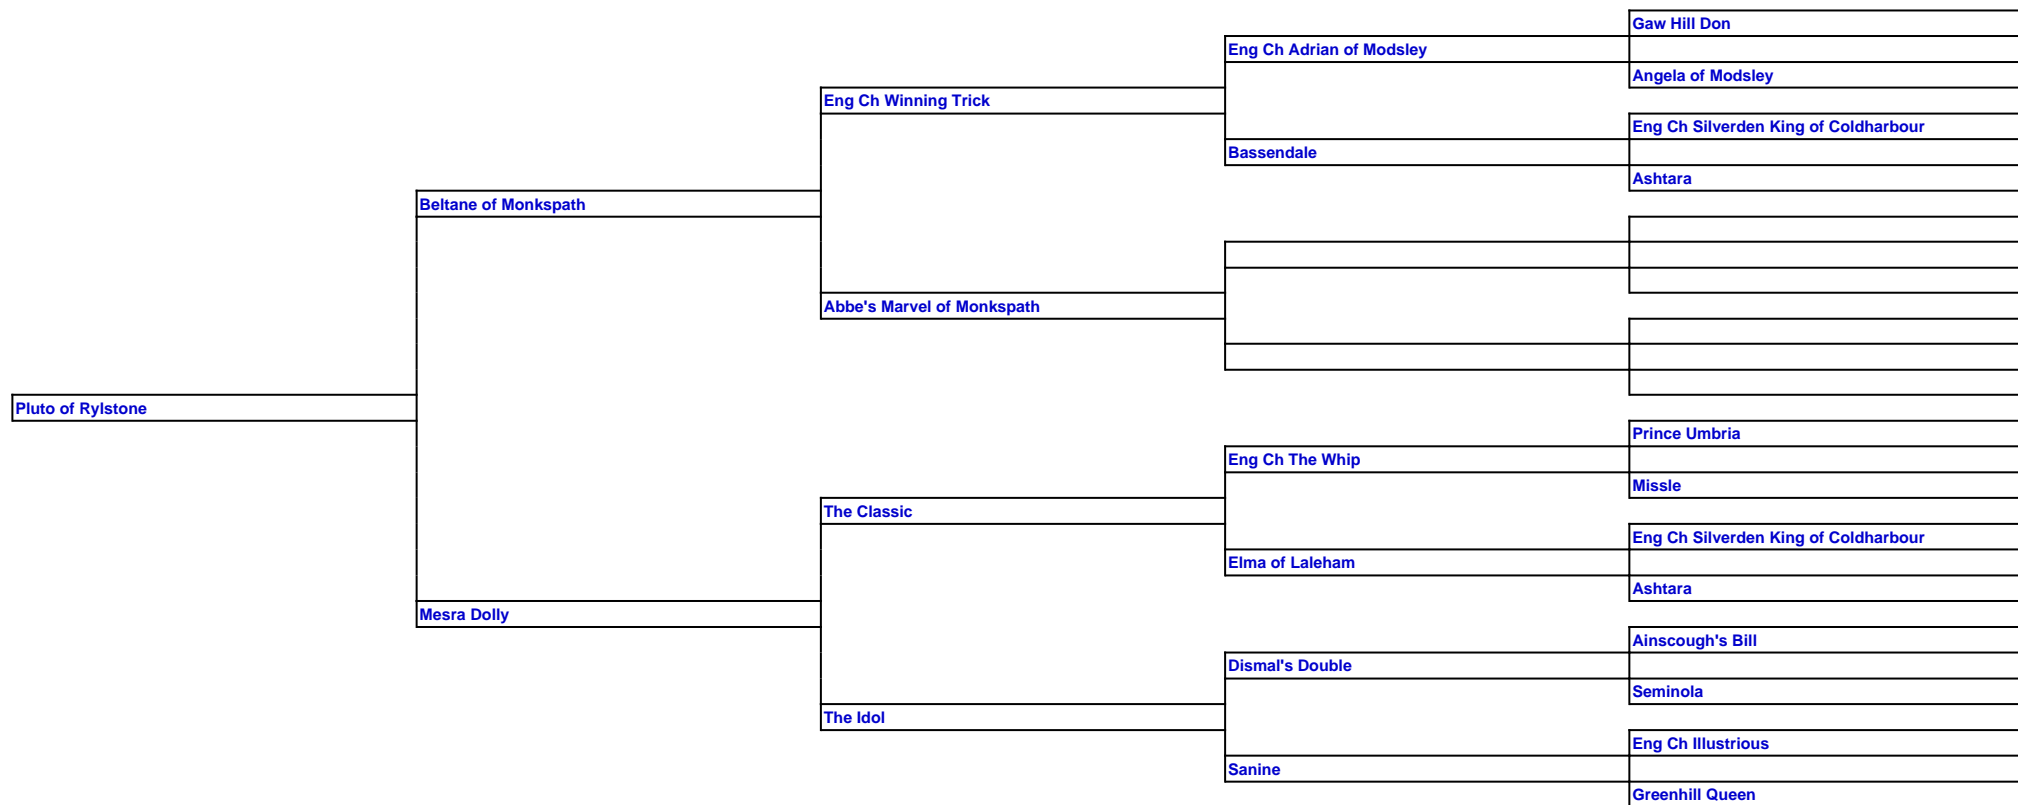 Gaw Hill Don
Eng Ch Adrian of Modsley
Angela of Modsley
Eng Ch Winning Trick
Eng Ch Silverden King of Coldharbour
Bassendale
Ashtara
Beltane of Monkspath
Abbe's Marvel of Monkspath
Pluto of Rylstone
Prince Umbria
Eng Ch The Whip
Missle
The Classic
Eng Ch Silverden King of Coldharbour
Elma of Laleham
Ashtara
Mesra Dolly
Ainscough's Bill
Dismal's Double
Seminola
The Idol
Eng Ch Illustrious
Sanine
Greenhill Queen